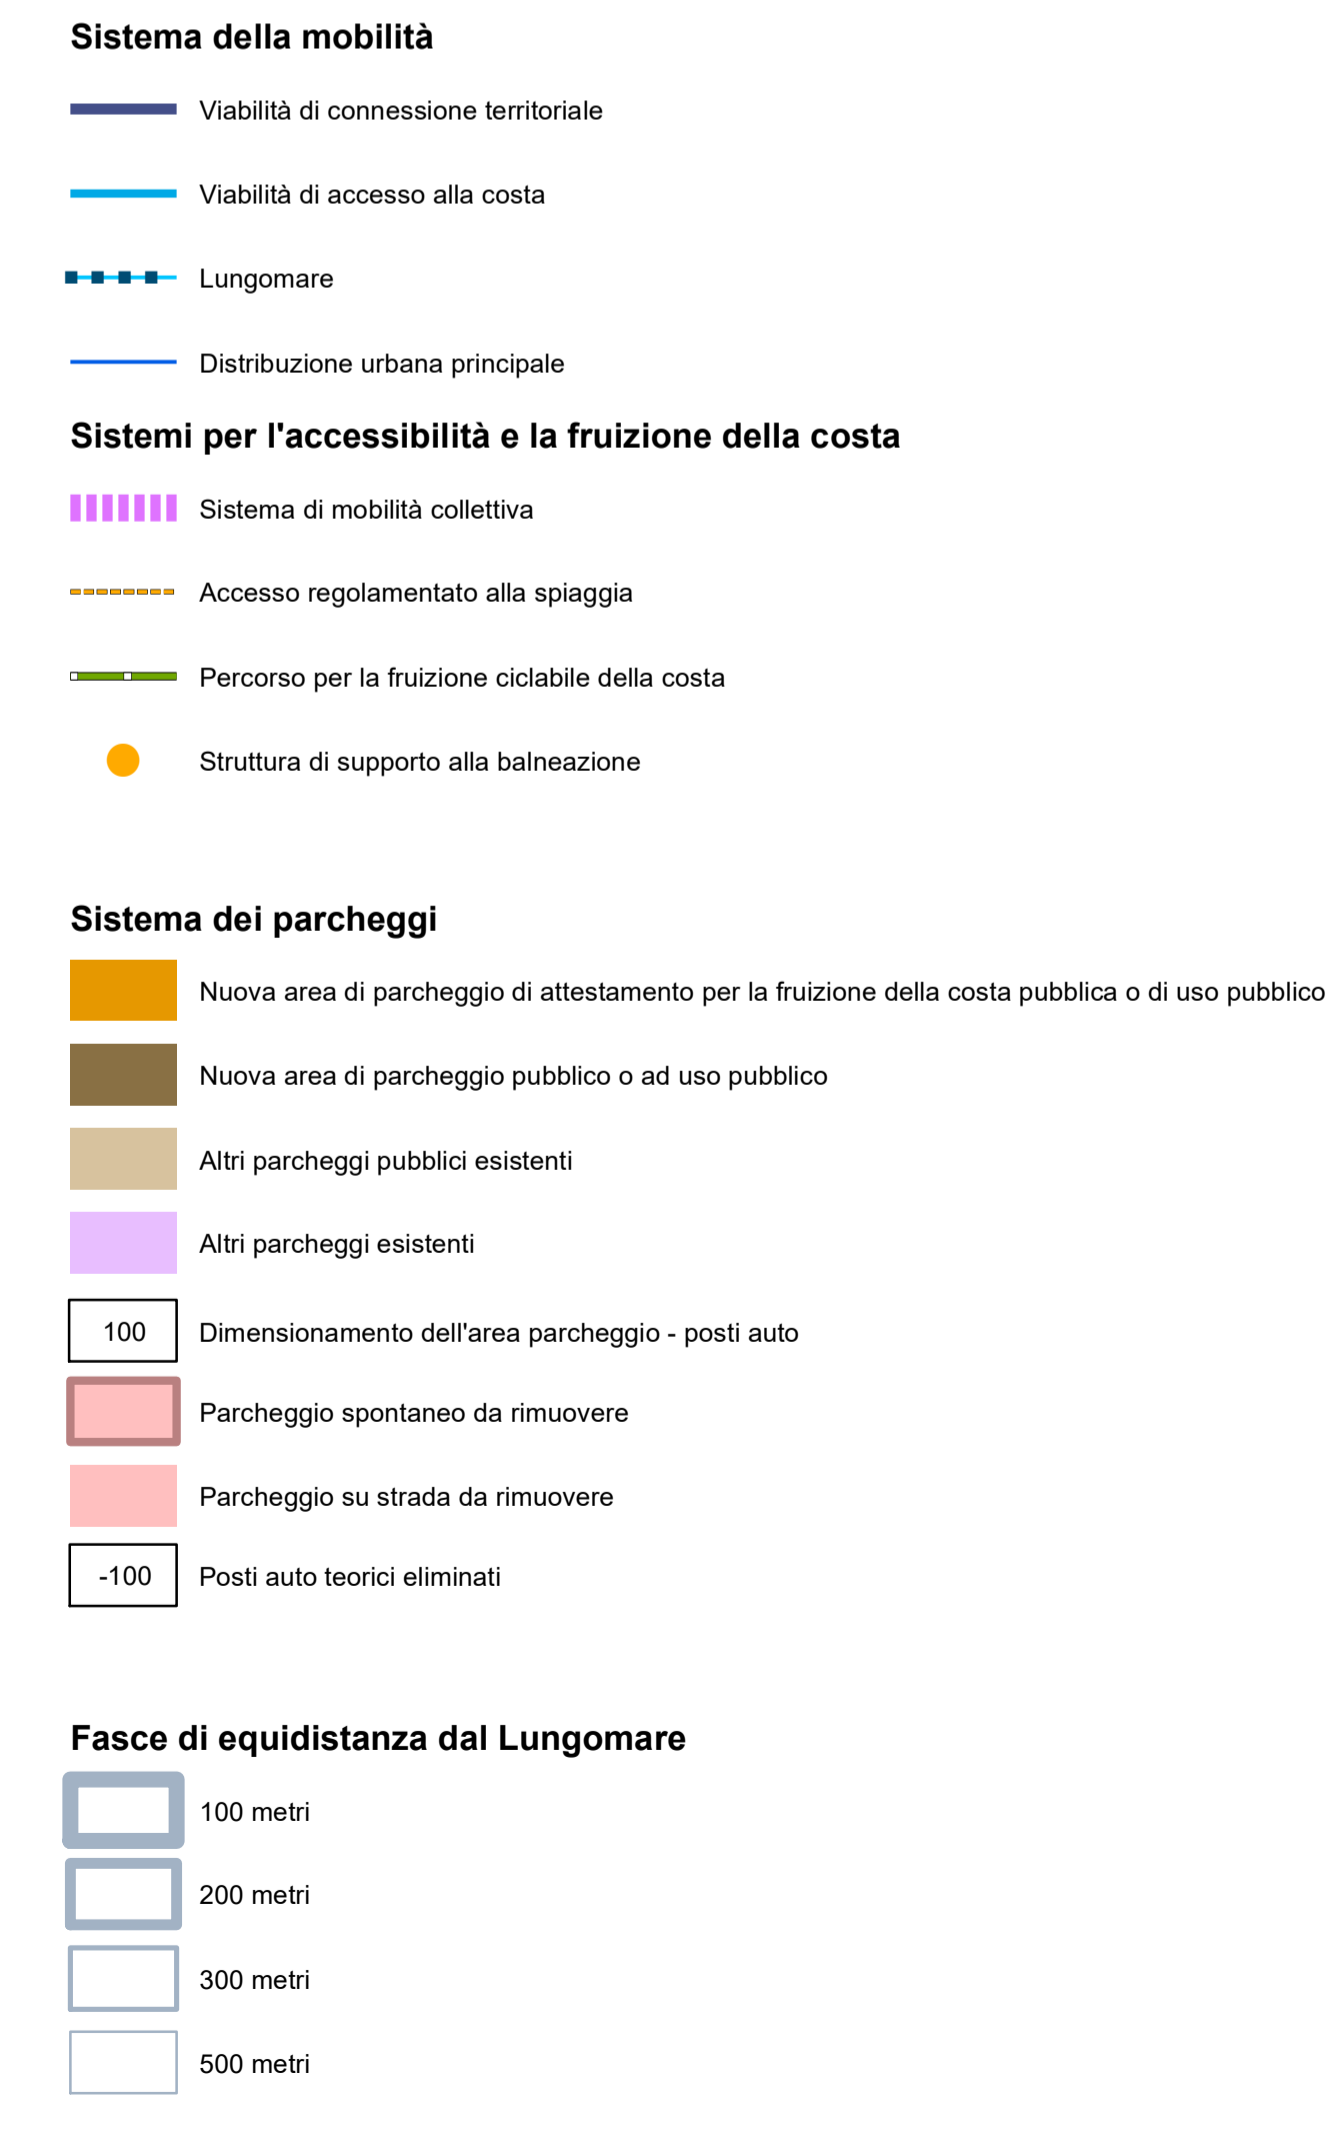 Sistema della mobilità
Viabilità di connessione territoriale
Viabilità di accesso alla costa
Lungomare
Distribuzione urbana principale
Sistemi per l'accessibilità e la fruizione della costa
Sistema di mobilità collettiva
Accesso regolamentato alla spiaggia
Percorso per la fruizione ciclabile della costa
Struttura di supporto alla balneazione
Sistema dei parcheggi
Nuova area di parcheggio di attestamento per la fruizione della costa pubblica o di uso pubblico
Nuova area di parcheggio pubblico o ad uso pubblico
Altri parcheggi pubblici esistenti
Altri parcheggi esistenti
100 Dimensionamento dell'area parcheggio - posti auto
Parcheggio spontaneo da rimuovere
Parcheggio su strada da rimuovere
-100 Posti auto teorici eliminati
Fasce di equidistanza dal Lungomare
100 metri
200 metri
300 metri
500 metri